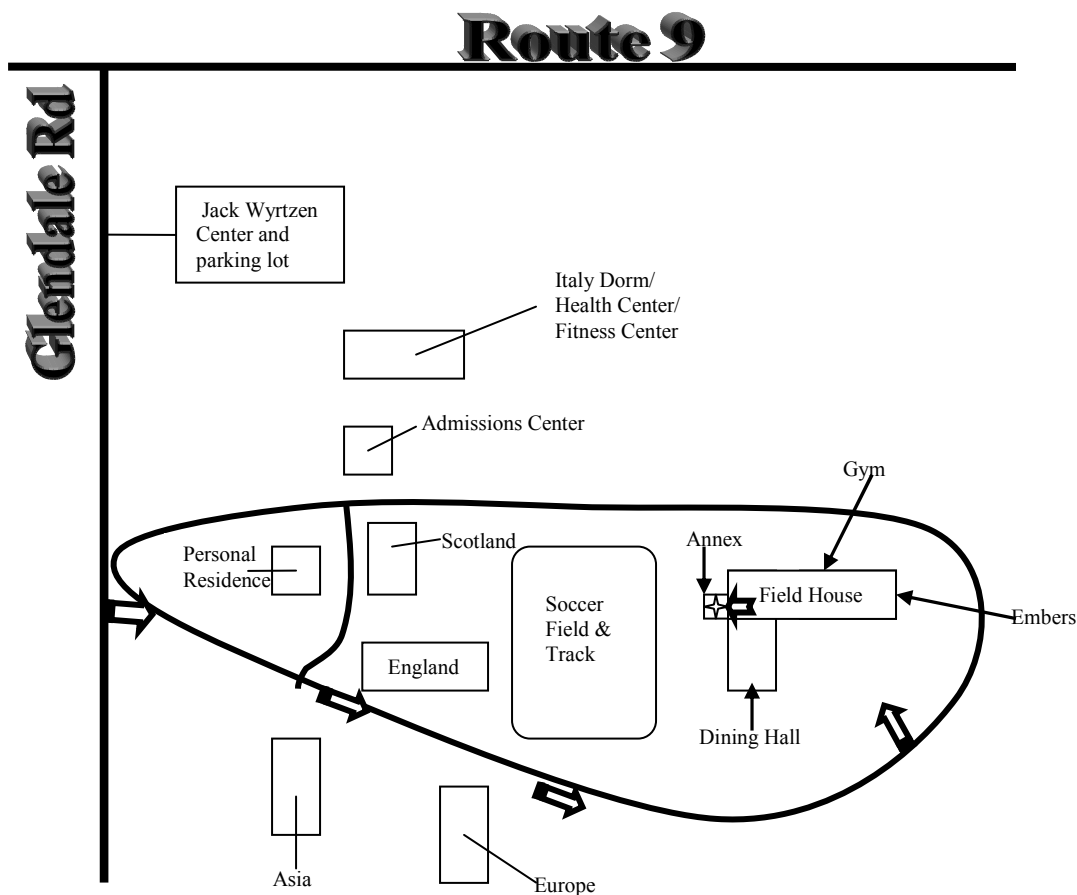 Route 9
Glendale Rd
Jack Wyrtzen
Center and
parking lot
Italy Dorm/
Health Center/
Fitness Center
Admissions Center
Gym
Scotland
Annex
Personal
Residence
Field House
Soccer
Field &
Track
Embers
England
Dining Hall
Asia
Europe